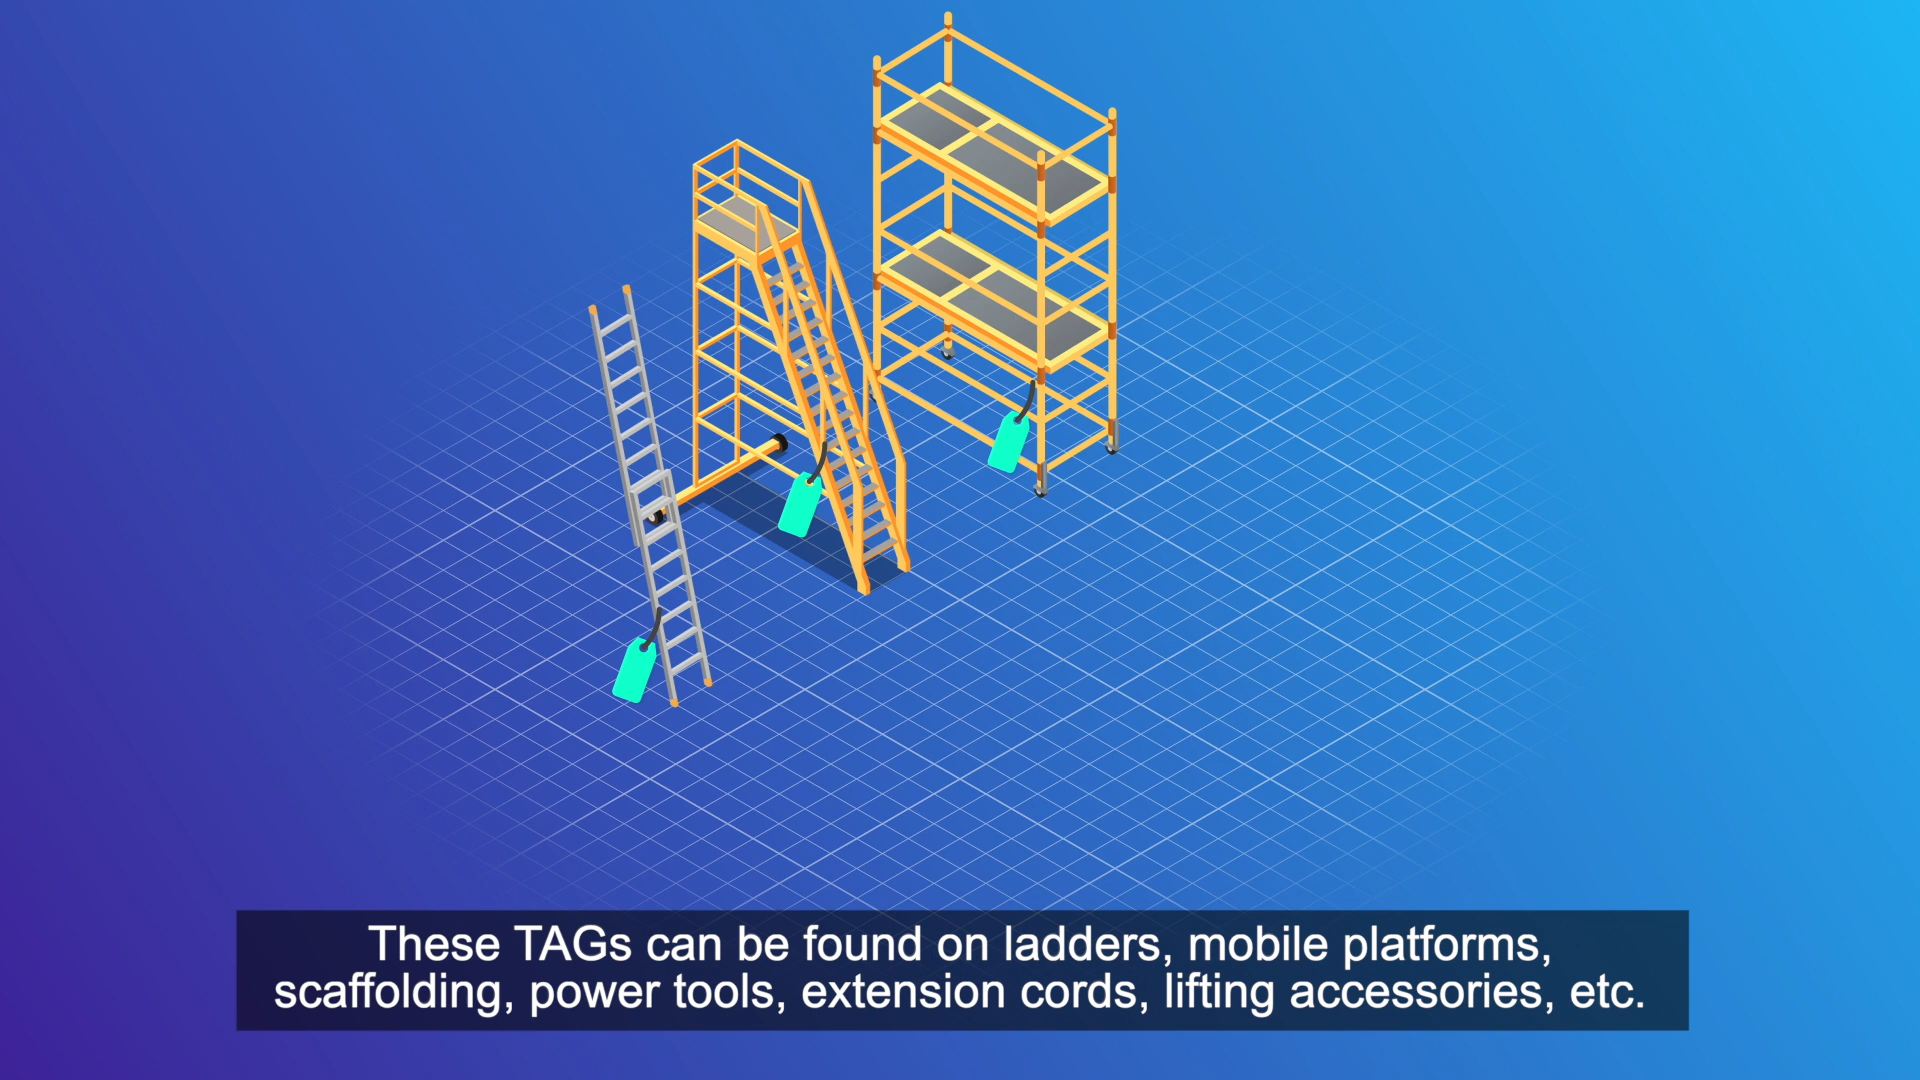 These TAGs can be found on ladders, mobile platforms,
scaffolding, power tools, extension cords, lifting accessories, etc.